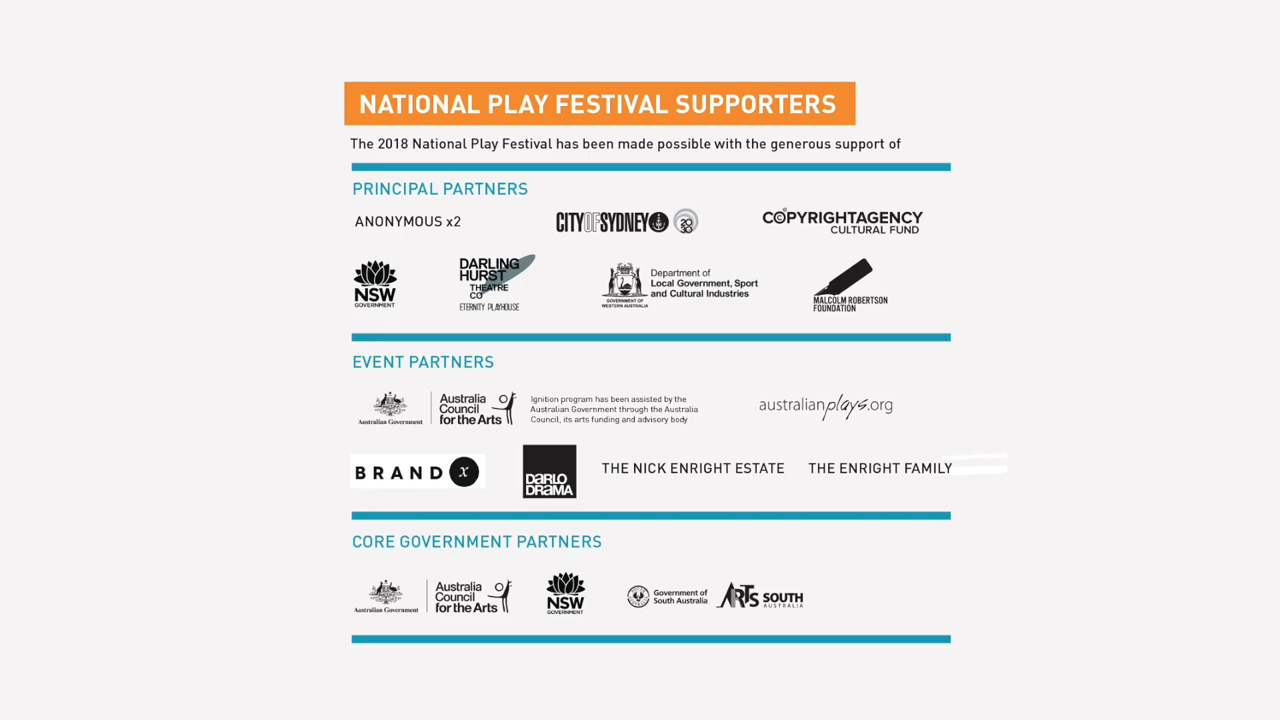 NATIONAL PLAY FESTIVAL SUPPORTERS
The 2018 National Play Festival has been made possible with the generous support of
PRINCIPAL PARTNERS
ANONYMOUS x2
CITYOFSYDNEY
2030
COPYRIGHTAGENCY
CULTURAL FUND
NSW
GOVERNMENT
DARLING
HURST
THEATRE
CO
ETERNITY PLAYHOUSE
GOVERNMENT OF
WESTERN AUSTRALIA
Department of
Local Government, Sport
and Cultural Industries
MALCOLM ROBERTSON
FOUNDATION
EVENT PARTNERS
Australian Government
Australia
Council
for the Arts
Ignition program has been assisted by the
Australian Government through the Australia
Council, its arts funding and advisory body
australianplays.org
BRAND x
DARLO
DRAMA
THE NICK ENRIGHT ESTATE
THE ENRIGHT FAMILY
CORE GOVERNMENT PARTNERS
Australian Government
Australia
Council
for the Arts
NSW
GOVERNMENT
Government of
South Australia
ARTS SOUTH
AUSTRALIA